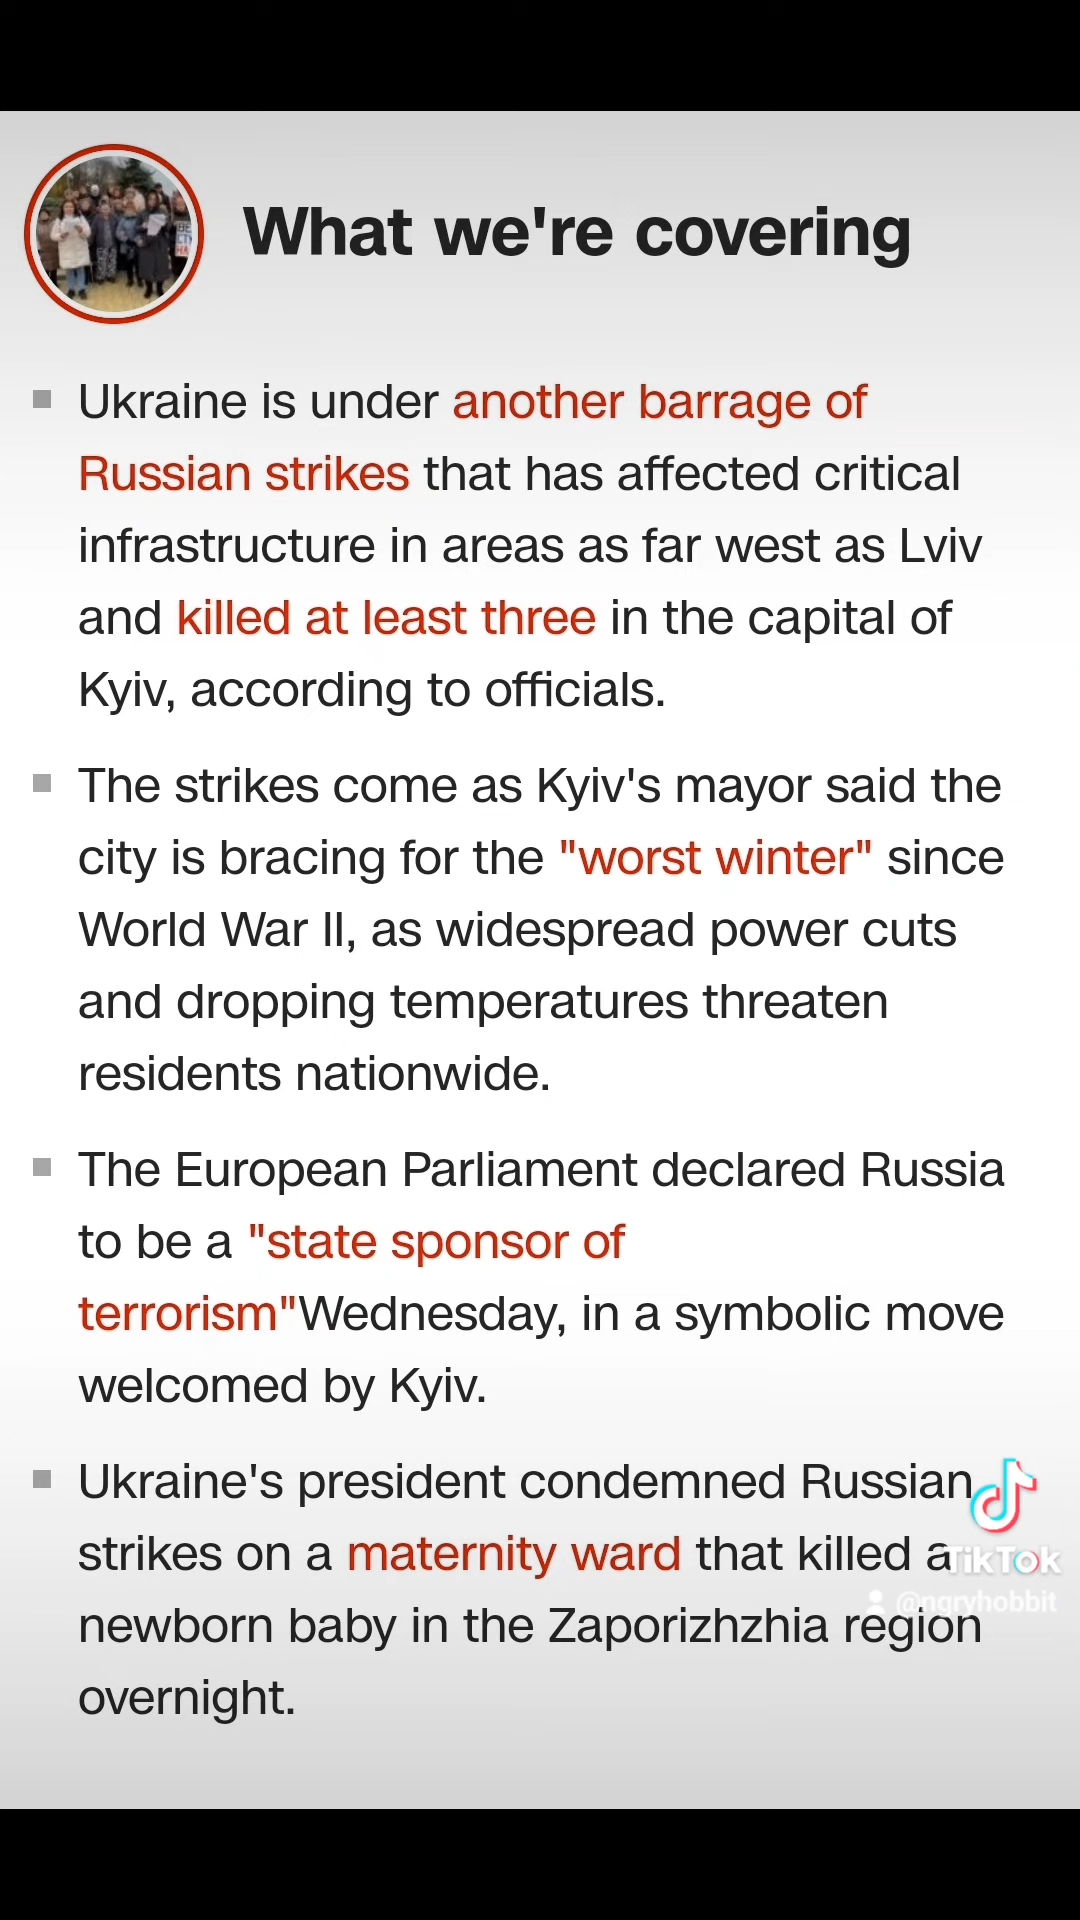 What we're covering
Ukraine is under another barrage of
Russian strikes that has affected critical
infrastructure in areas as far west as Lviv
and killed at least three in the capital of
Kyiv, according to officials.
The strikes come as Kyiv's mayor said the
city is bracing for the "worst winter" since
World War II, as widespread power cuts
and dropping temperatures threaten
residents nationwide.
The European Parliament declared Russia
to be a "state sponsor of
terrorism"Wednesday, in a symbolic move
welcomed by Kyiv.
Ukraine's president condemned Russian
strikes on a maternity ward that killed a
newborn baby in the Zaporizhzhia region
overnight.
TikTok
@ngryhobbit